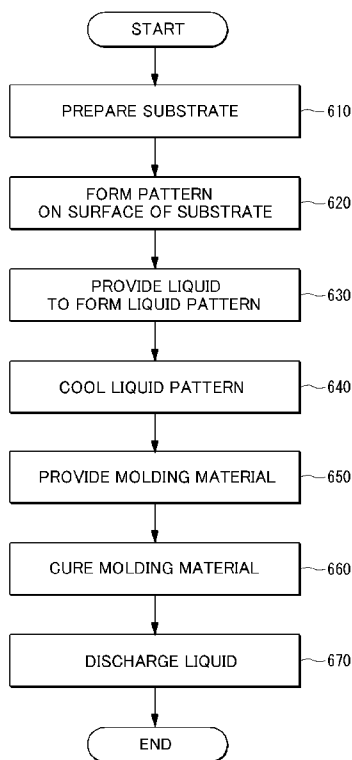 START
PREPARE SUBSTRATE
610
FORM PATTERN
ON SURFACE OF SUBSTRATE
620
PROVIDE LIQUID
TO FORM LIQUID PATTERN
630
COOL LIQUID PATTERN
640
PROVIDE MOLDING MATERIAL
650
CURE MOLDING MATERIAL
660
DISCHARGE LIQUID
670
END